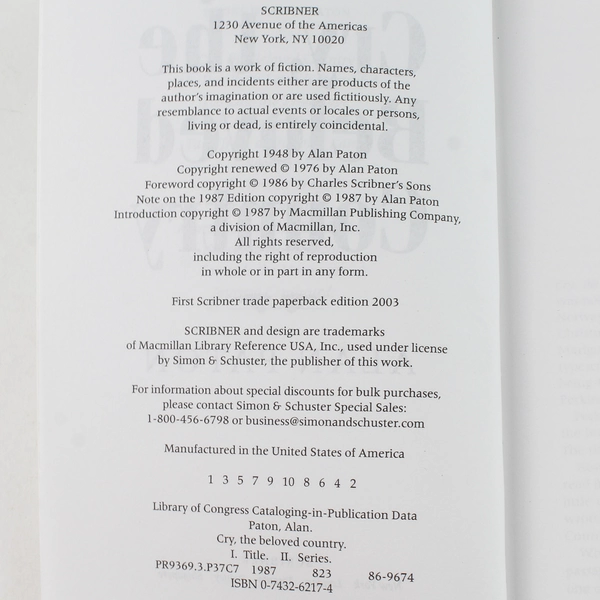 SCRIBNER
1230 Avenue of the Americas
New York, NY 10020
This book is a work of fiction. Names, characters,
places, and incidents either are products of the
author's imagination or are used fictitiously. Any
resemblance to actual events or locales or persons,
living or dead, is entirely coincidental.
Copyright 1948 by Alan Paton
Copyright renewed © 1976 by Alan Paton
Foreword copyright © 1986 by Charles Scribner's Sons
Note on the 1987 Edition copyright © 1987 by Alan Paton
Introduction copyright © 1987 by Macmillan Publishing Company,
a division of Macmillan, Inc.
All rights reserved,
including the right of reproduction
in whole or in part in any form.
First Scribner trade paperback edition 2003
SCRIBNER and design are trademarks
of Macmillan Library Reference USA, Inc., used under license
by Simon & Schuster, the publisher of this work.
For information about special discounts for bulk purchases,
please contact Simon & Schuster Special Sales:
1-800-456-6798 or business@simonandschuster.com
Manufactured in the United States of America
1 3 5 7 9 10 8 6 4 2
Library of Congress Cataloging-in-Publication Data
Paton, Alan.
Cry, the beloved country.
I. Title. II. Series.
PR9369.3.P37C7 1987 823 86-9674
ISBN 0-7432-6217-4